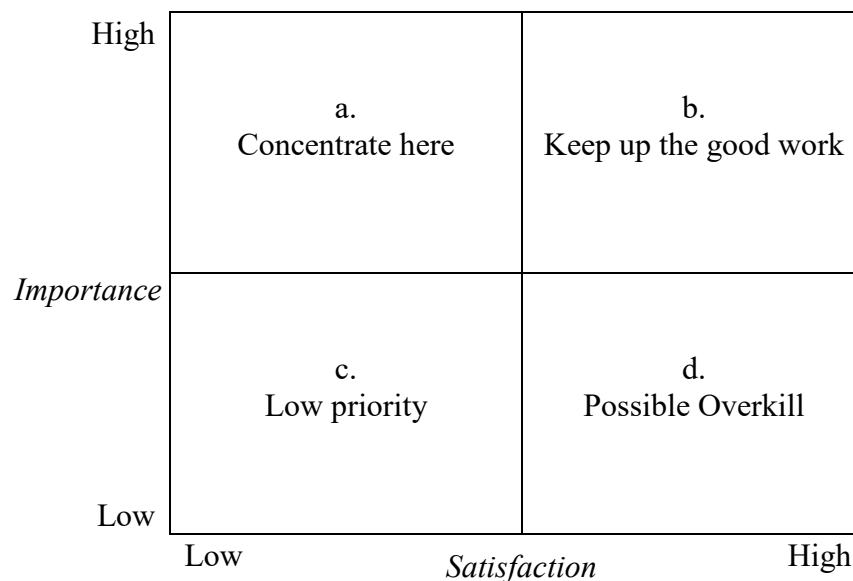 High
a.
Concentrate here
b.
Keep up the good work
Importance
c.
Low priority
d.
Possible Overkill
Low
Low
Satisfaction
High